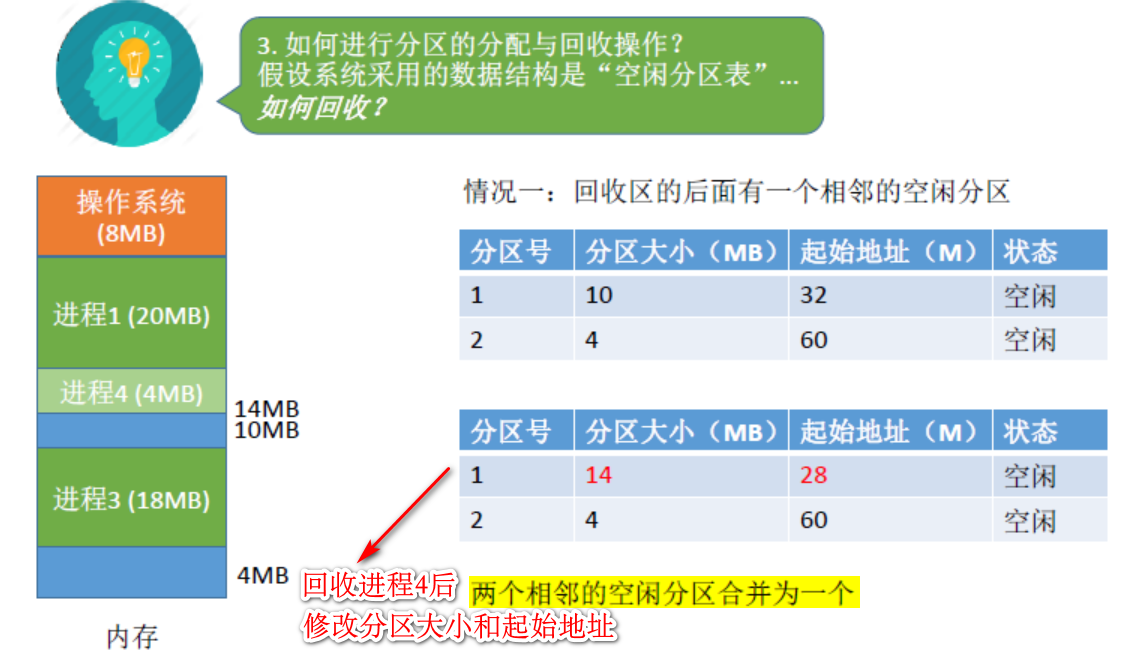 3. 如何进行分区的分配与回收操作？
假设系统采用的数据结构是“空闲分区表”...
如何回收？
操作系统
(8MB)
进程1 (20MB)
进程4 (4MB)
14MB
10MB
进程3 (18MB)
4MB
内存
情况一：回收区的后面有一个相邻的空闲分区
分区号 分区大小（MB） 起始地址（M） 状态
1 10 32 空闲
2 4 60 空闲
分区号 分区大小（MB） 起始地址（M） 状态
1 14 28 空闲
2 4 60 空闲
回收进程4后
修改分区大小和起始地址
两个相邻的空闲分区合并为一个